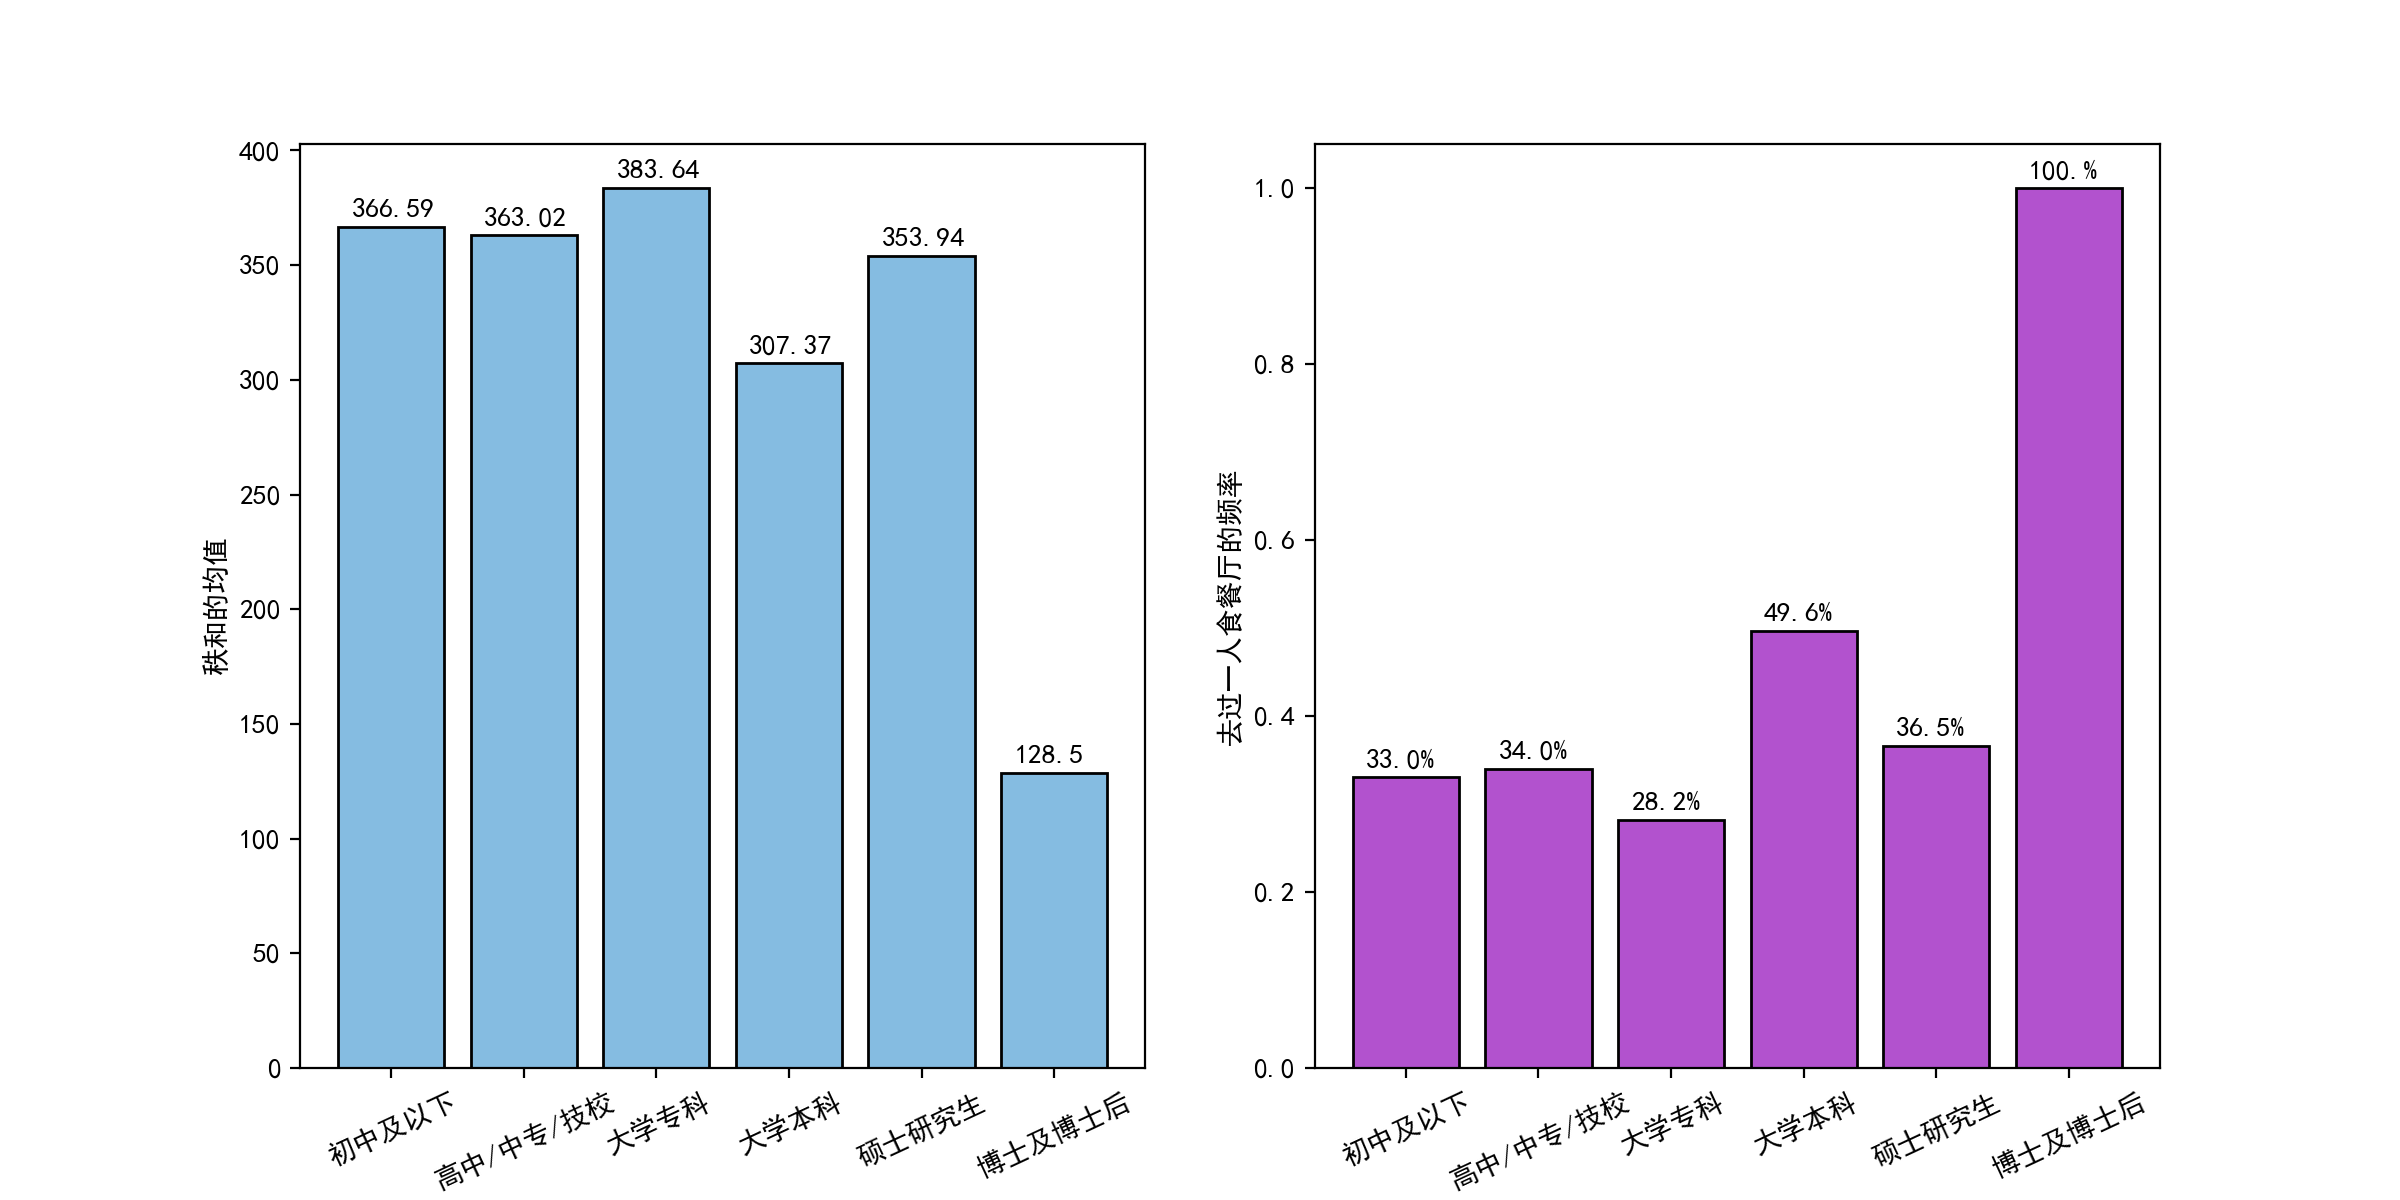 秩和的均值
400
350
300
250
200
150
100
50
0
366.59
363.02
383.64
307.37
353.94
128.5
初中及以下
高中/中专/技校
大学专科
大学本科
硕士研究生
博士及博士后
去过一人食餐厅的频率
1.0
0.8
0.6
0.4
0.2
0.0
33.0%
34.0%
28.2%
49.6%
36.5%
100.%
初中及以下
高中/中专/技校
大学专科
大学本科
硕士研究生
博士及博士后